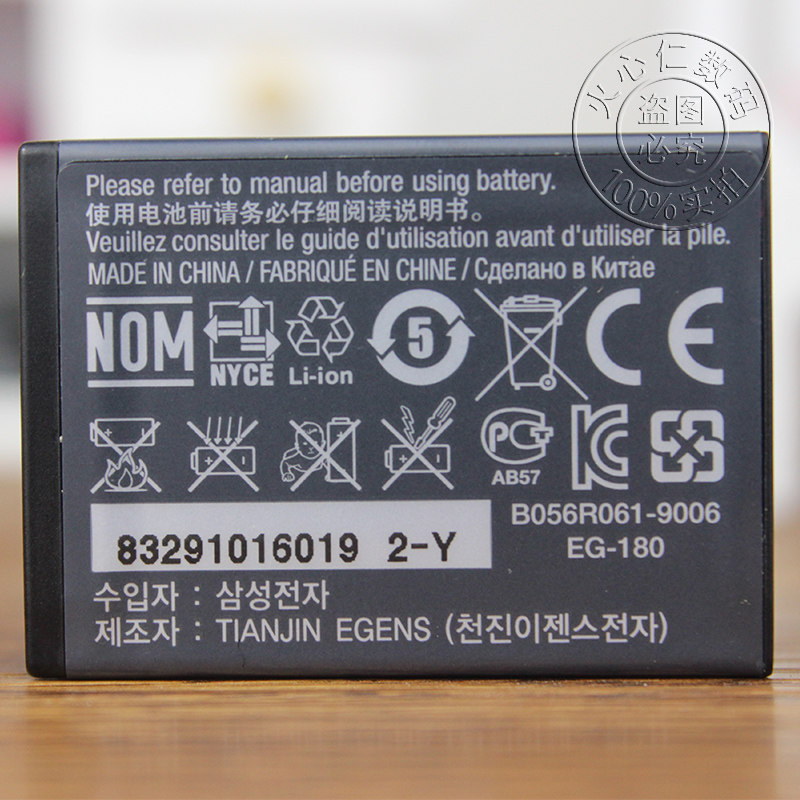 火心仁数码
盗图
必究
100%实拍
Please refer to manual before using battery.
使用电池前请务必仔细阅读说明书。
Veuillez consulter le guide d'utilisation avant d'utiliser la pile.
MADE IN CHINA / FABRIQUÉ EN CHINE / Сделано в Китае
NOM NYCE Li-ion 5 CE
PCT AB57 KC
B056R061-9006
83291016019 2-Y
EG-180
수입자 : 삼성전자
제조자 : TIANJIN EGENS (천진이젠스전자)